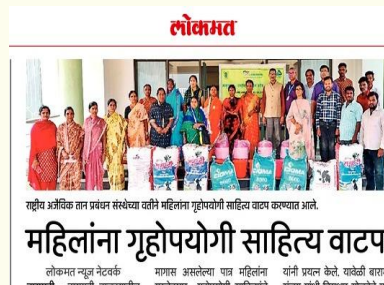 लोकमत
राष्ट्रीय अजैविक तान प्रबंधन संस्थेच्या वतीने महिलांना गृहोपयोगी साहित्य वाटप करण्यात आले.
महिलांना गृहोपयोगी साहित्य वाटप
लोकमत न्यूज नेटवर्क
मागास असलेल्या पात्र महिलांना
यांनी प्रयत्न केले. यावेळी